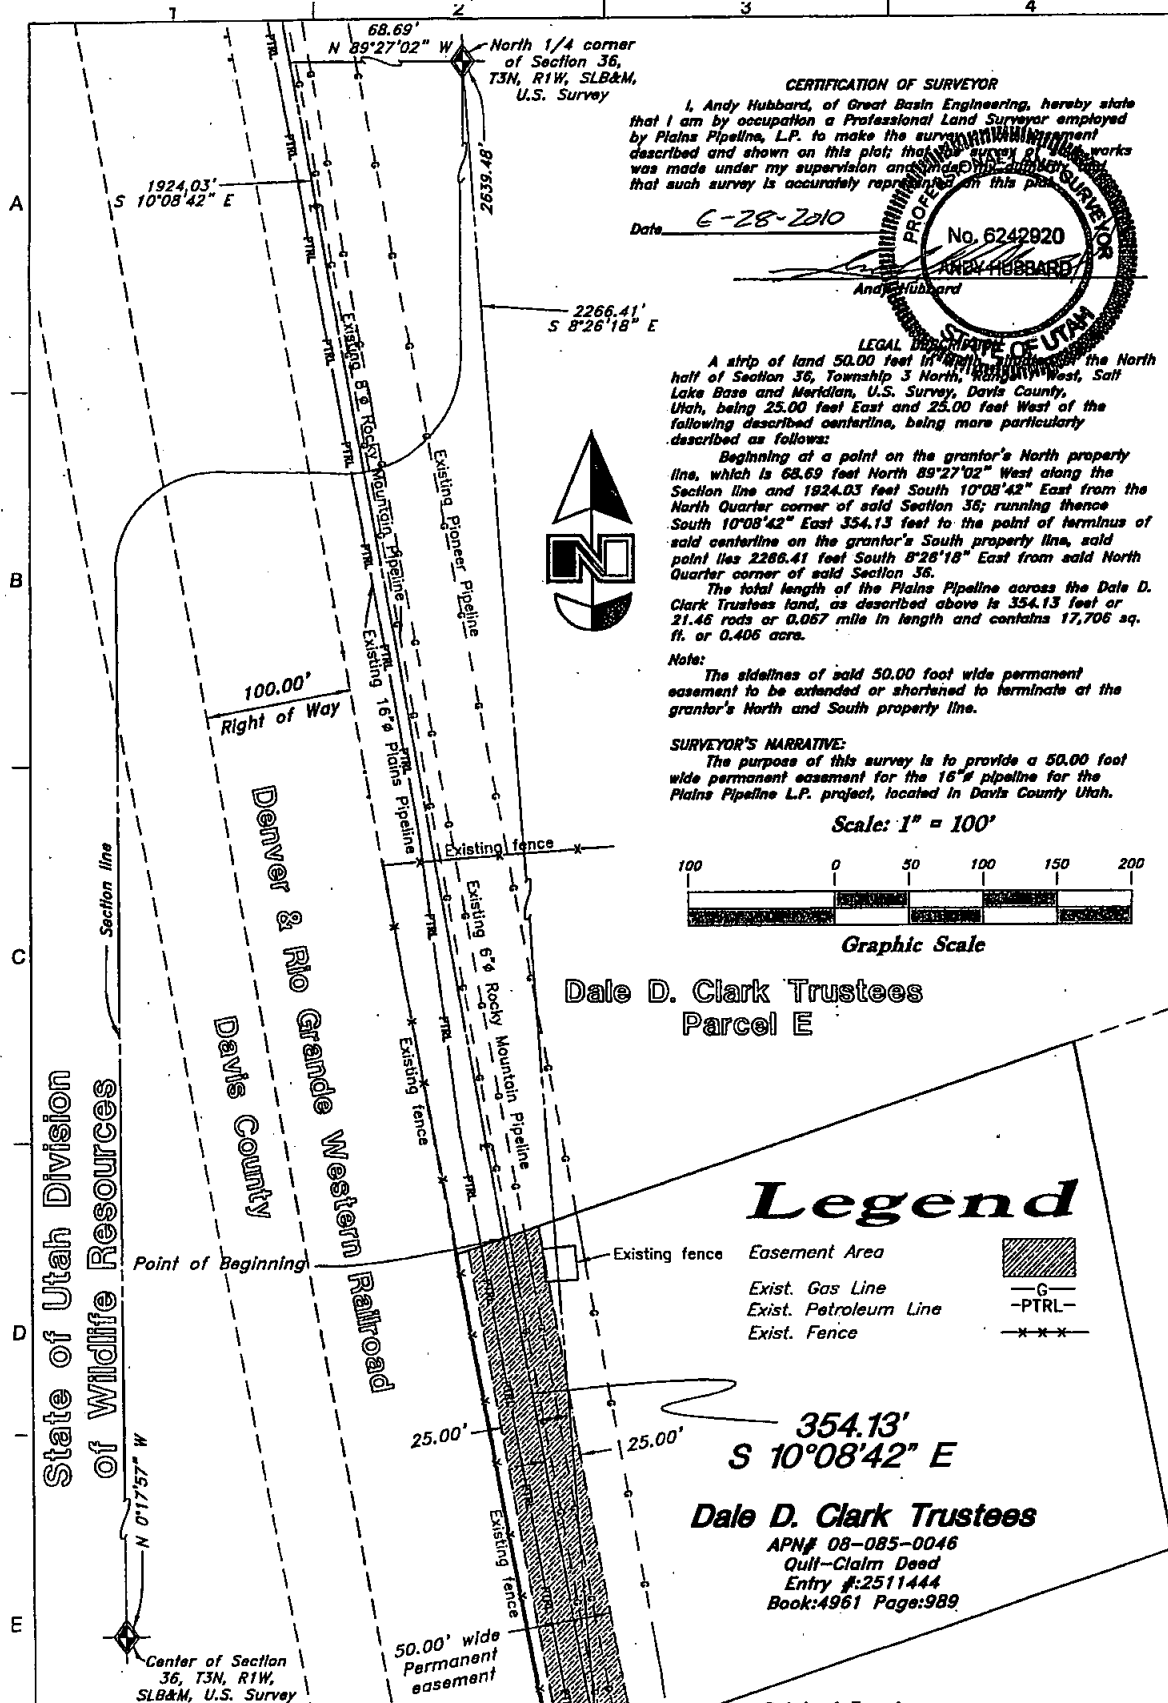 1 2 3 4
A
B
C
D
E
68.69'
N 89°27'02" W
North 1/4 corner
of Section 36,
T3N, R1W, SLB&M,
U.S. Survey
2639.48'
1924.03'
S 10°08'42" E
2266.41'
S 8°26'18" E
CERTIFICATION OF SURVEYOR
I, Andy Hubbard, of Great Basin Engineering, hereby state
that I am by occupation a Professional Land Surveyor employed
by Plains Pipeline, L.P. to make the survey easement
described and shown on this plot; that survey of works
was made under my supervision and
that such survey is accurately represented on this plat.
Date 6-28-2010
PROFESSIONAL LAND SURVEYOR
No. 6242920
ANDY HUBBARD
STATE OF UTAH
Andy Hubbard
LEGAL DESCRIPTION
A strip of land 50.00 feet in the North
half of Section 36, Township 3 North, Range 1 West, Salt
Lake Base and Meridian, U.S. Survey, Davis County,
Utah, being 25.00 feet East and 25.00 feet West of the
following described centerline, being more particularly
described as follows:
Beginning at a point on the grantor's North property
line, which is 68.69 feet North 89°27'02" West along the
Section line and 1924.03 feet South 10°08'42" East from the
North Quarter corner of said Section 36; running thence
South 10°08'42" East 354.13 feet to the point of terminus of
said centerline on the grantor's South property line, said
point lies 2266.41 feet South 8°26'18" East from said North
Quarter corner of said Section 36.
The total length of the Plains Pipeline across the Dale D.
Clark Trustees land, as described above is 354.13 feet or
21.46 rods or 0.067 mile in length and contains 17,706 sq.
ft. or 0.406 acre.
Note:
The sidelines of said 50.00 foot wide permanent
easement to be extended or shortened to terminate at the
grantor's North and South property line.
SURVEYOR'S NARRATIVE:
The purpose of this survey is to provide a 50.00 foot
wide permanent easement for the 16"ø pipeline for the
Plains Pipeline L.P. project, located in Davis County Utah.
Scale: 1" = 100'
100 0 50 100 150 200
Graphic Scale
N
Existing 8"ø Rocky Mountain Pipeline
Existing Pioneer Pipeline
Existing 16"ø Plains Pipeline
100.00'
Right of Way
Existing fence
Existing 6"ø Rocky Mountain Pipeline
Existing fence
Section line
Denver & Rio Grande Western Railroad
Davis County
State of Utah Division
of Wildlife Resources
Dale D. Clark Trustees
Parcel E
Point of Beginning
Existing fence
Legend
Easement Area
Exist. Gas Line —G—
Exist. Petroleum Line -PTRL-
Exist. Fence
25.00'
25.00'
354.13'
S 10°08'42" E
Dale D. Clark Trustees
APN# 08-085-0046
Quit-Claim Deed
Entry #:2511444
Book:4961 Page:989
N 0°17'57" W
Existing fence
50.00' wide
Permanent
easement
Center of Section
36, T3N, R1W,
SLB&M, U.S. Survey